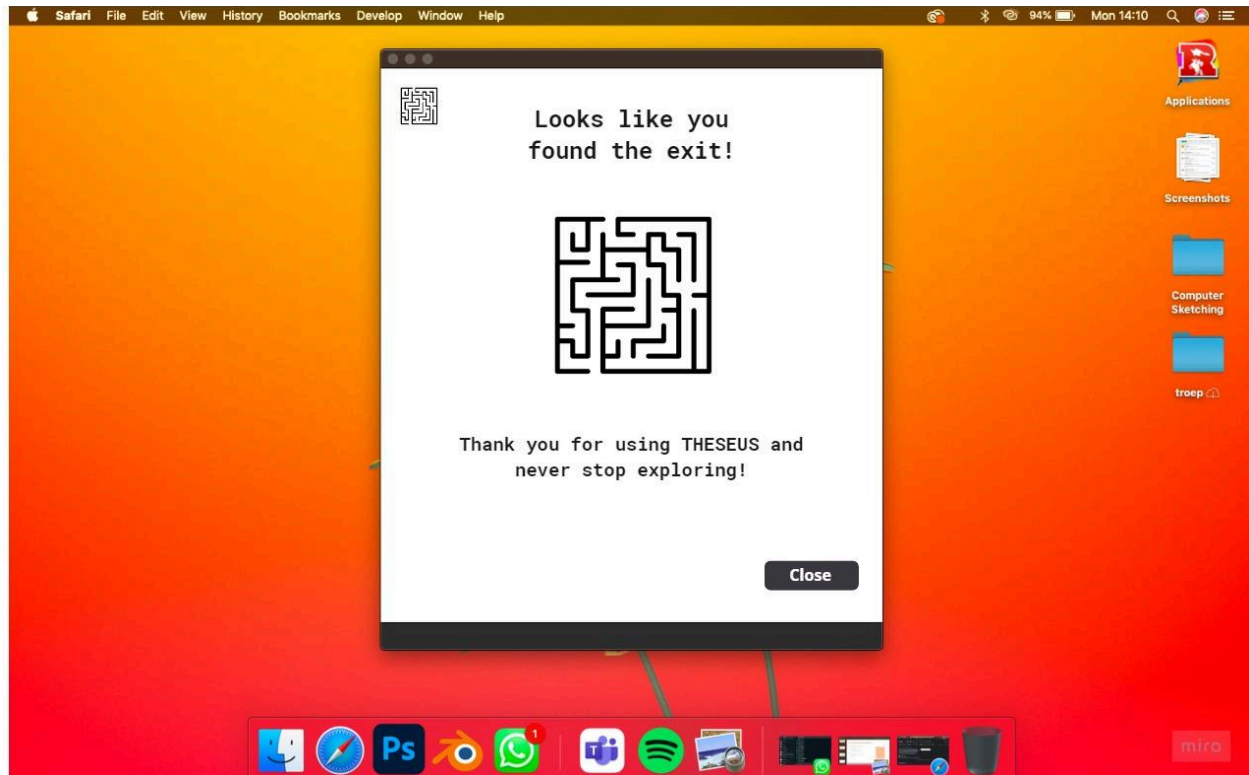 Safari File Edit View History Bookmarks Develop Window Help 94% Mon 14:10
Applications
Screenshots
Computer
Sketching
troep
Looks like you
found the exit!
Thank you for using THESEUS and
never stop exploring!
Close
Ps
1
miro